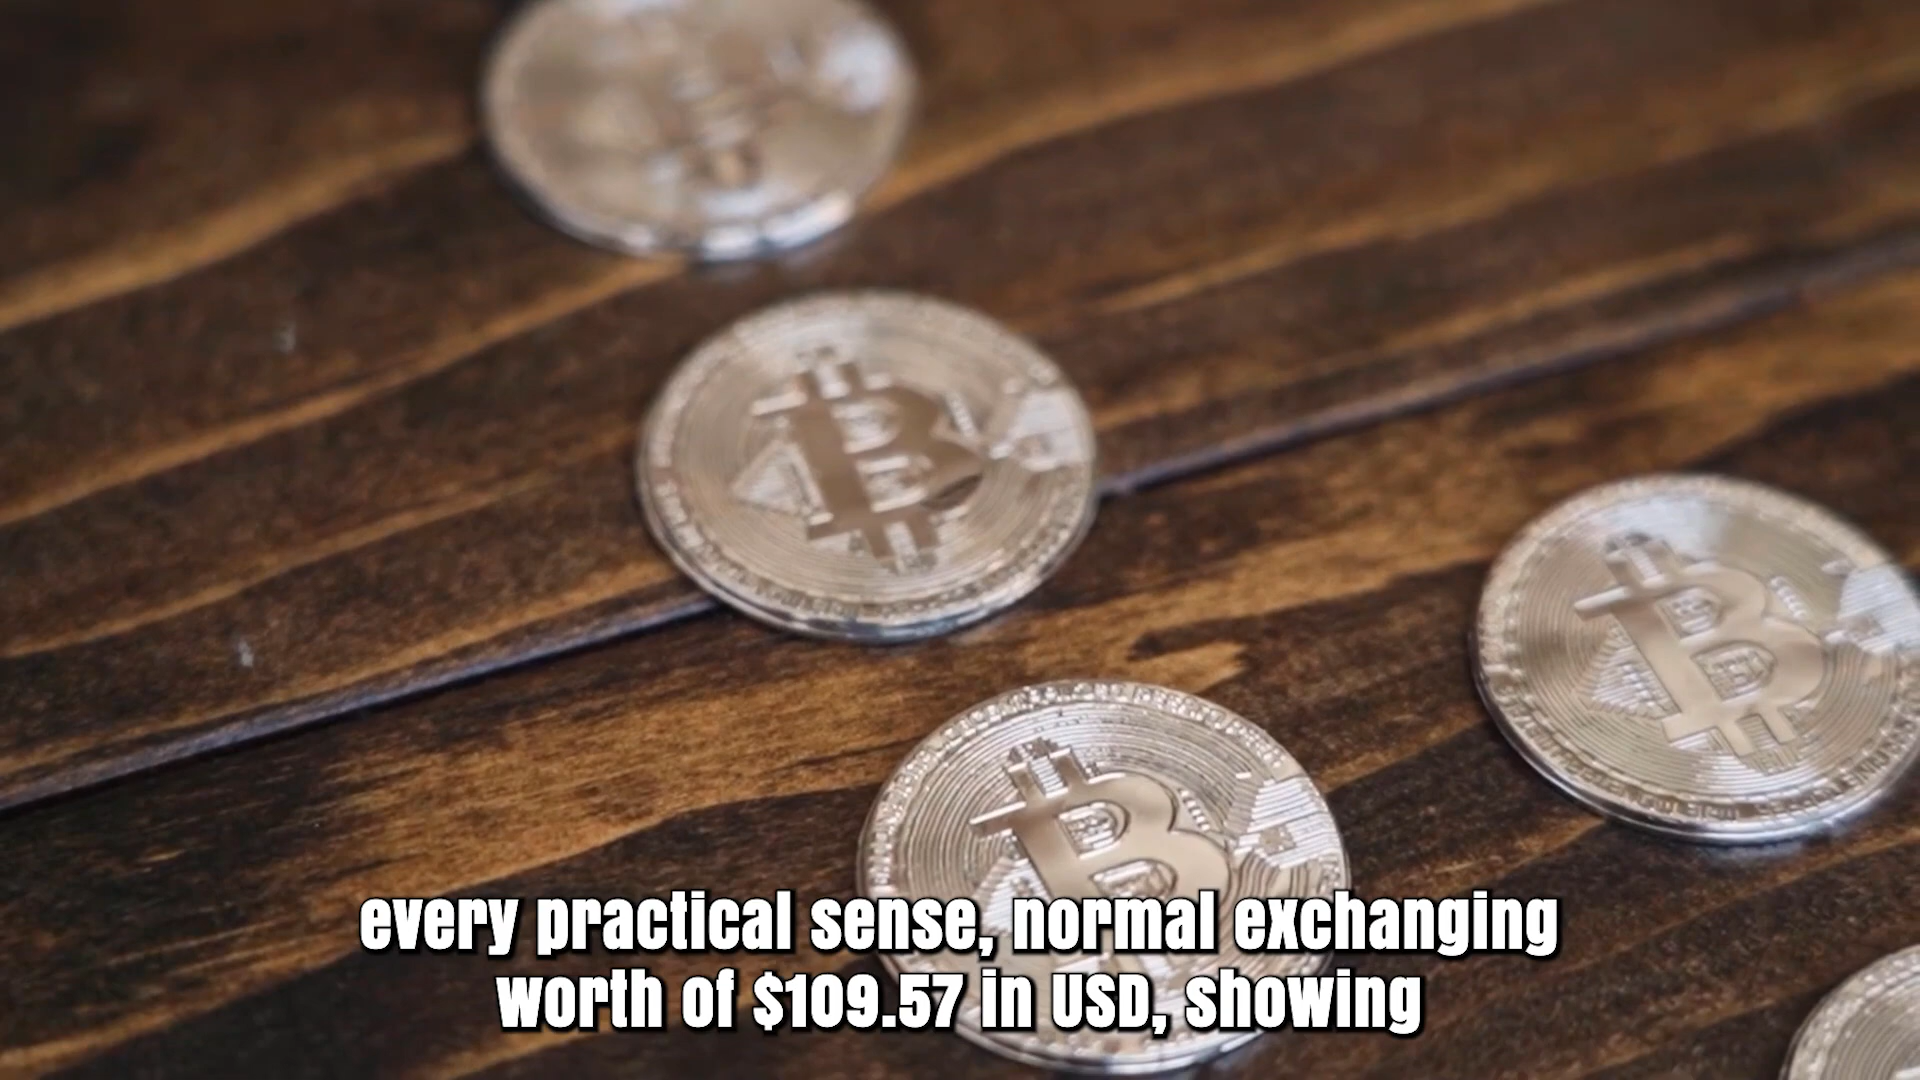 every practical sense, normal exchanging
worth of $109.57 in USD, showing